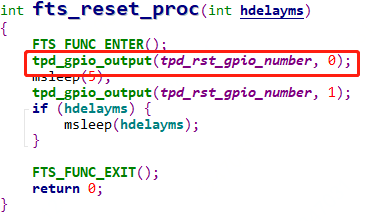 int fts_reset_proc(int hdelayms)
{
FTS_FUNC_ENTER();
tpd_gpio_output(tpd_rst_gpio_number, 0);
msleep(5);
tpd_gpio_output(tpd_rst_gpio_number, 1);
if (hdelayms) {
msleep(hdelayms);
}
FTS_FUNC_EXIT();
return 0;
}